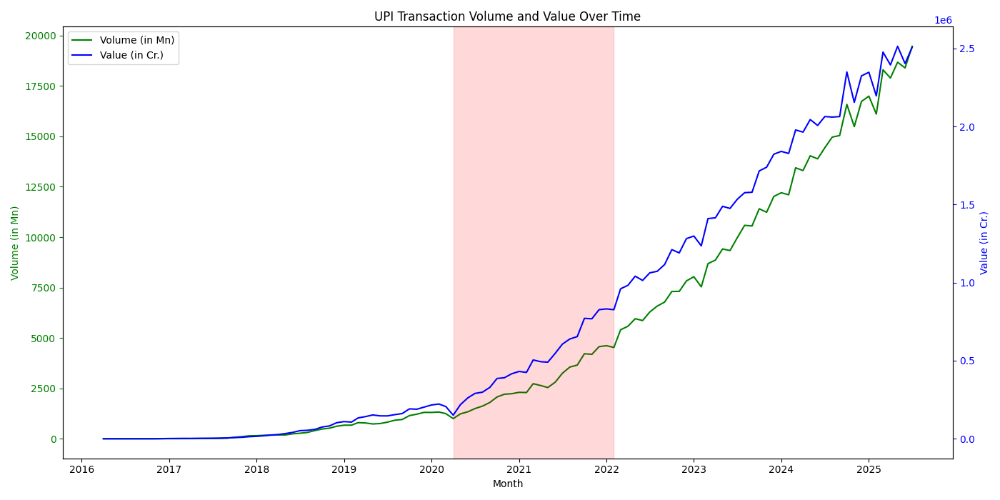 UPI Transaction Volume and Value Over Time
1e6
Volume (in Mn)
Value (in Cr.)
20000
17500
15000
12500
10000
7500
5000
2500
0
Volume (in Mn)
2.5
2.0
1.5
1.0
0.5
0.0
Value (in Cr.)
2016 2017 2018 2019 2020 2021 2022 2023 2024 2025
Month